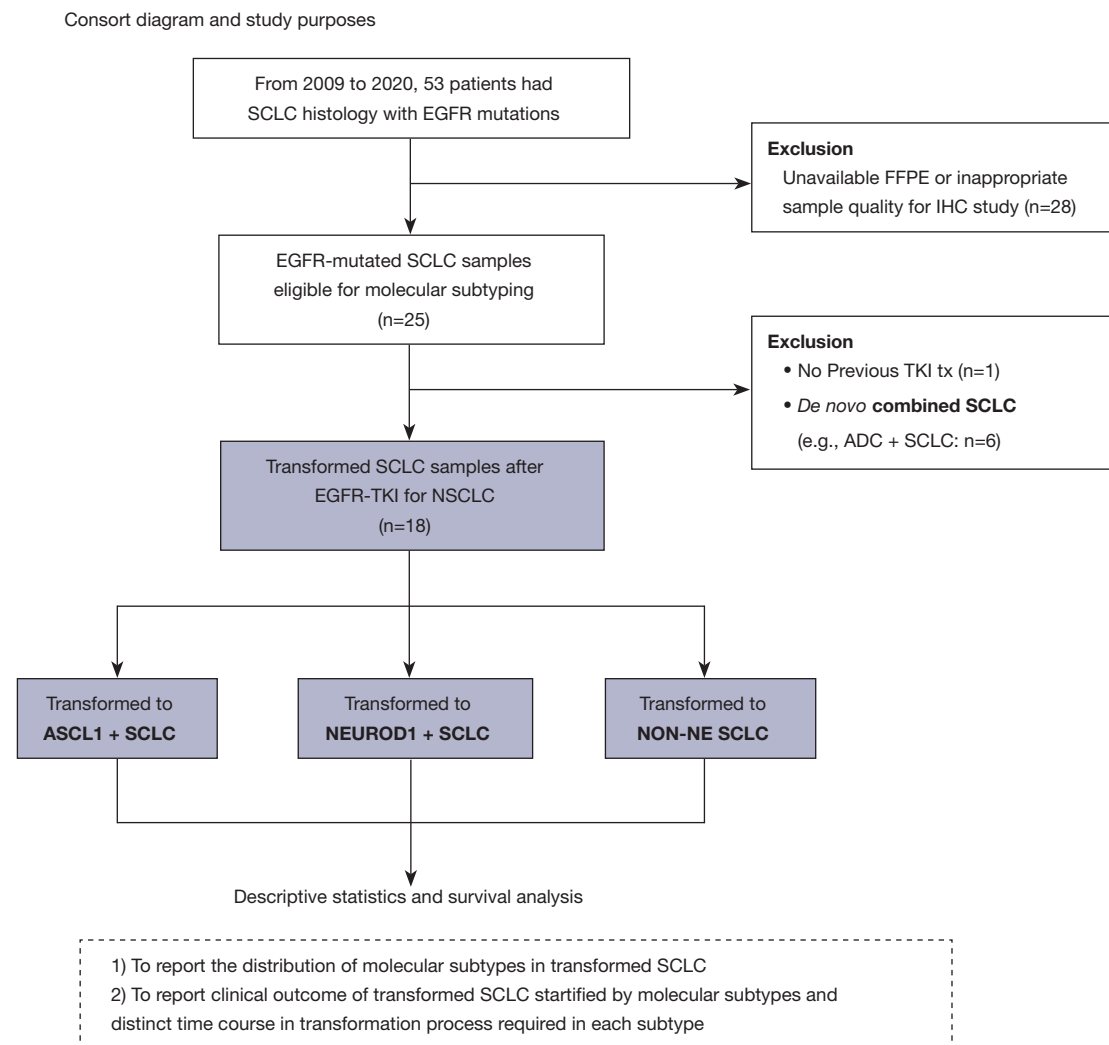 Consort diagram and study purposes
From 2009 to 2020, 53 patients had
SCLC histology with EGFR mutations
Exclusion
Unavailable FFPE or inappropriate
sample quality for IHC study (n=28)
EGFR-mutated SCLC samples
eligible for molecular subtyping
(n=25)
Exclusion
• No Previous TKI tx (n=1)
• De novo combined SCLC
(e.g., ADC + SCLC: n=6)
Transformed SCLC samples after
EGFR-TKI for NSCLC
(n=18)
Transformed to
ASCL1 + SCLC
Transformed to
NEUROD1 + SCLC
Transformed to
NON-NE SCLC
Descriptive statistics and survival analysis
1) To report the distribution of molecular subtypes in transformed SCLC
2) To report clinical outcome of transformed SCLC startified by molecular subtypes and
distinct time course in transformation process required in each subtype